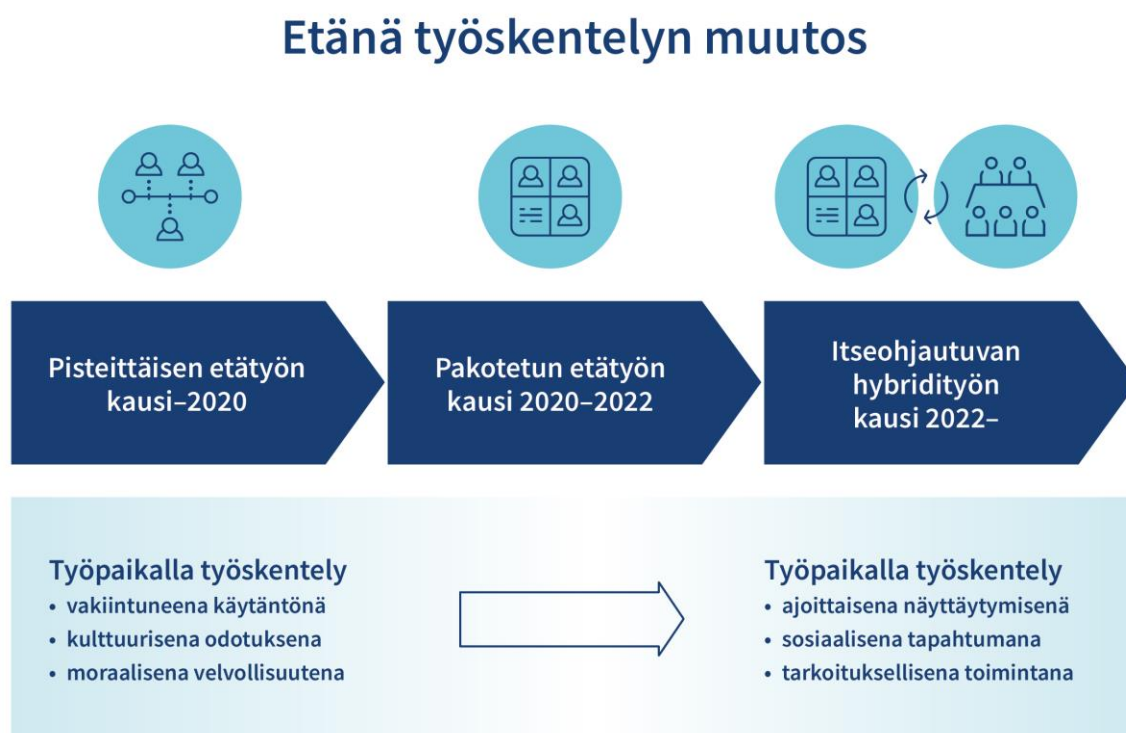 Etänä työskentelyn muutos
Pisteittäisen etätyön
kausi–2020
Pakotetun etätyön
kausi 2020–2022
Itseohjautuvan
hybridityön
kausi 2022–
Työpaikalla työskentely
• vakiintuneena käytäntönä
• kulttuurisena odotuksena
• moraalisena velvollisuutena
Työpaikalla työskentely
• ajoittaisena näyttäytymisenä
• sosiaalisena tapahtumana
• tarkoituksellisena toimintana